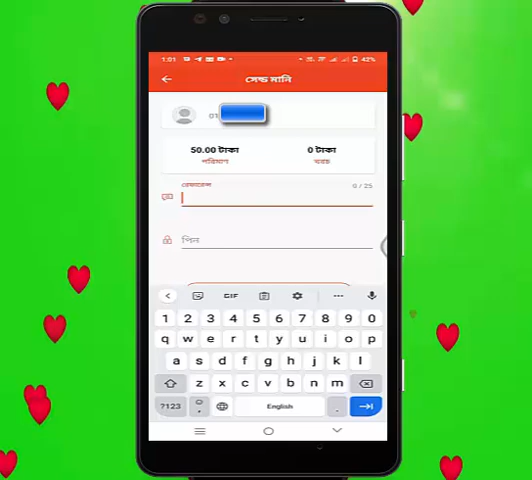 1:01 42%
সেন্ড মানি
01
50.00 টাকা 0 টাকা
পরিমাণ খরচ
রেফারেন্স 0 / 25
পিন
GIF
1 2 3 4 5 6 7 8 9 0
q w e r t y u i o p
a s d f g h j k l
z x c v b n m
?123 , English .